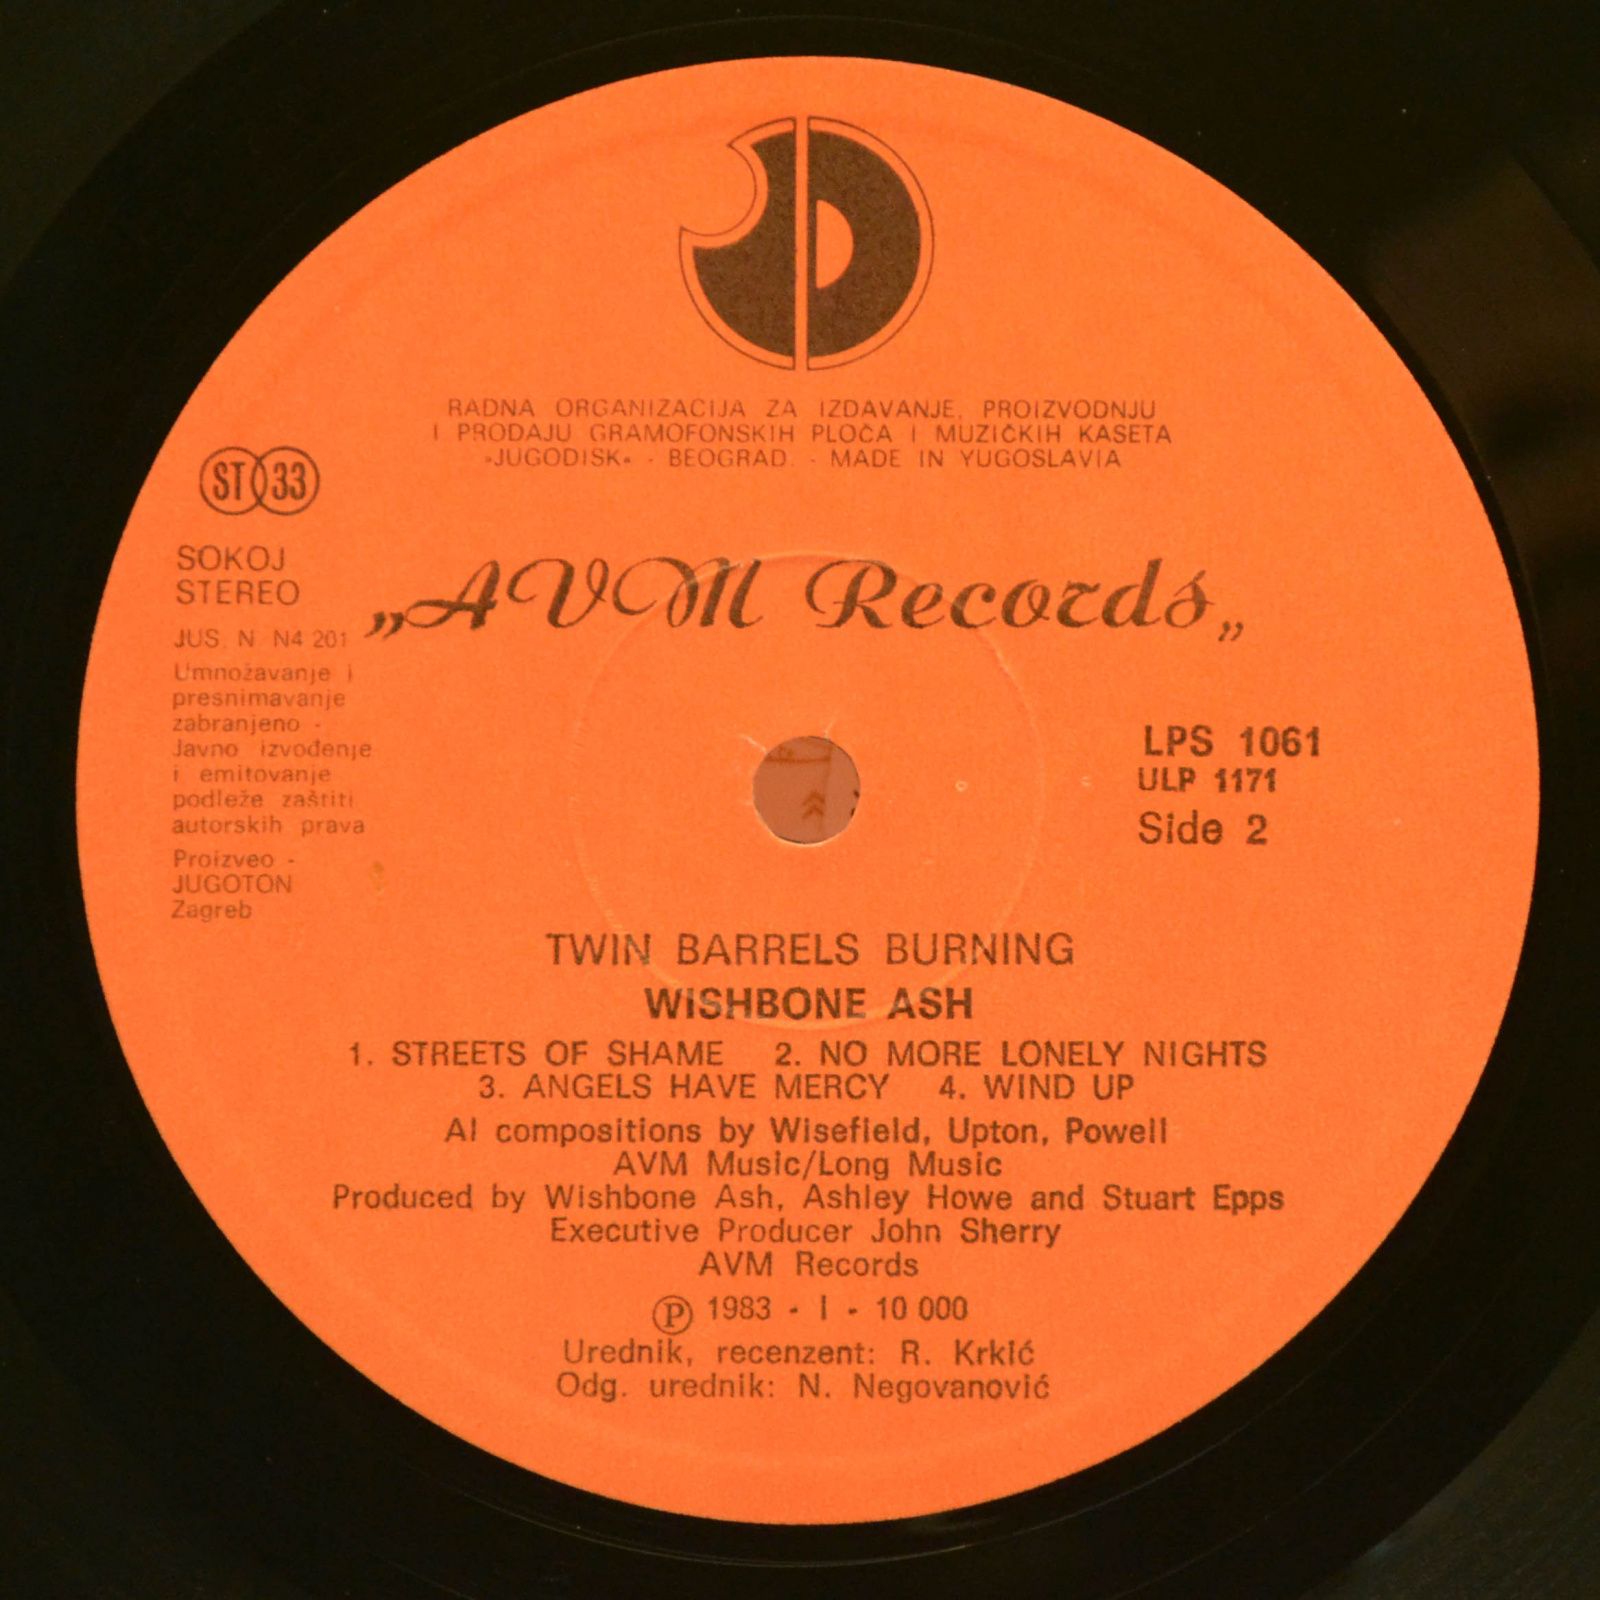 RADNA ORGANIZACIJA ZA IZDAVANJE, PROIZVODNJU
I PRODAJU GRAMOFONSKIH PLOČA I MUZIČKIH KASETA
»JUGODISK« - BEOGRAD - MADE IN YUGOSLAVIA
ST 33
SOKOJ
STEREO
JUS. N. N4 201
Umnožavanje i
presnimavanje
zabranjeno -
Javno izvođenje
i emitovanje
podleže zaštiti
autorskih prava
Proizveo -
JUGOTON
Zagreb
„AVM Records„
LPS 1061
ULP 1171
Side 2
TWIN BARRELS BURNING
WISHBONE ASH
1. STREETS OF SHAME 2. NO MORE LONELY NIGHTS
3. ANGELS HAVE MERCY 4. WIND UP
Al compositions by Wisefield, Upton, Powell
AVM Music/Long Music
Produced by Wishbone Ash, Ashley Howe and Stuart Epps
Executive Producer John Sherry
AVM Records
Ⓟ 1983 - I - 10 000
Urednik, recenzent: R. Krkić
Odg. urednik: N. Negovanović